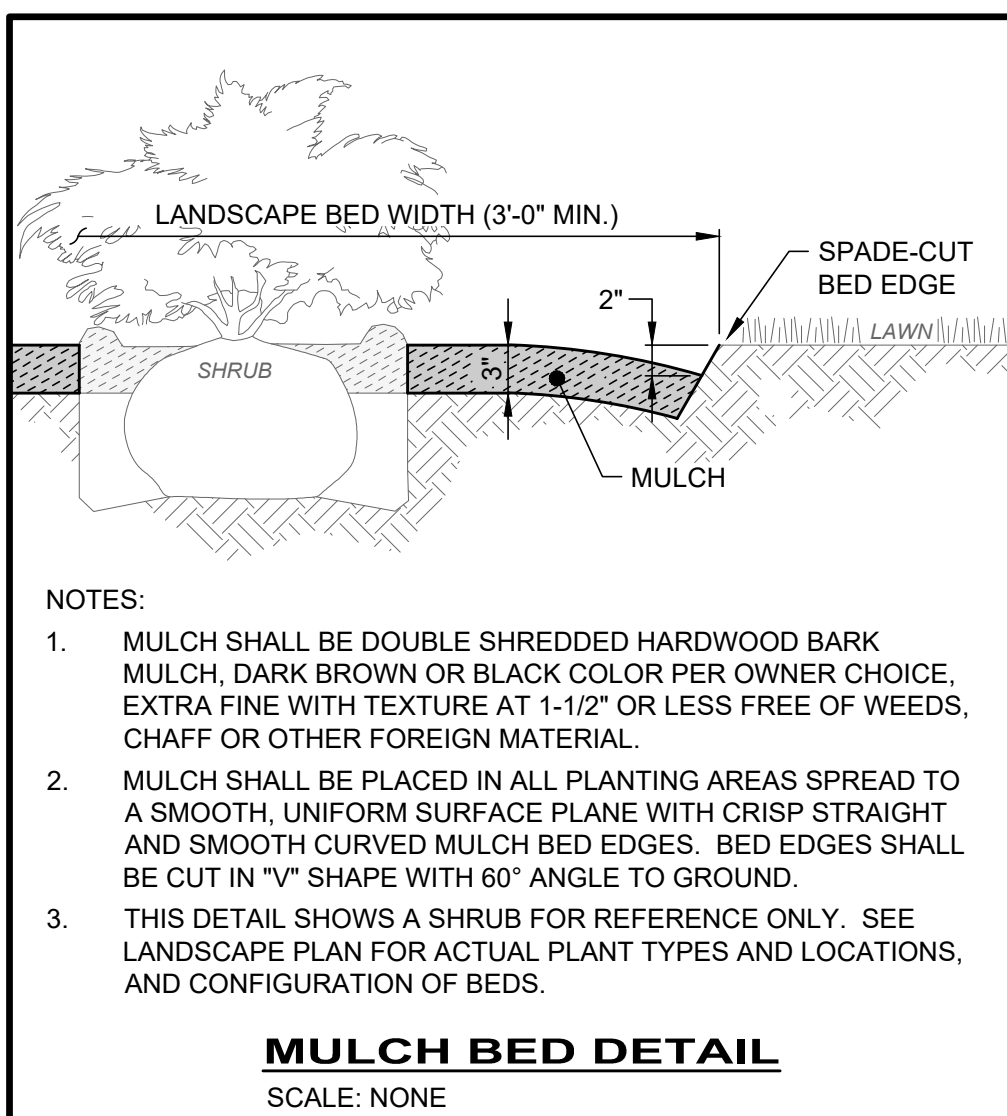 LANDSCAPE BED WIDTH (3'-0" MIN.)
SPADE-CUT
BED EDGE
2"
LAWN
SHRUB
3"
MULCH
NOTES:
1. MULCH SHALL BE DOUBLE SHREDDED HARDWOOD BARK
MULCH, DARK BROWN OR BLACK COLOR PER OWNER CHOICE,
EXTRA FINE WITH TEXTURE AT 1-1/2" OR LESS FREE OF WEEDS,
CHAFF OR OTHER FOREIGN MATERIAL.
2. MULCH SHALL BE PLACED IN ALL PLANTING AREAS SPREAD TO
A SMOOTH, UNIFORM SURFACE PLANE WITH CRISP STRAIGHT
AND SMOOTH CURVED MULCH BED EDGES. BED EDGES SHALL
BE CUT IN "V" SHAPE WITH 60° ANGLE TO GROUND.
3. THIS DETAIL SHOWS A SHRUB FOR REFERENCE ONLY. SEE
LANDSCAPE PLAN FOR ACTUAL PLANT TYPES AND LOCATIONS,
AND CONFIGURATION OF BEDS.
MULCH BED DETAIL
SCALE: NONE